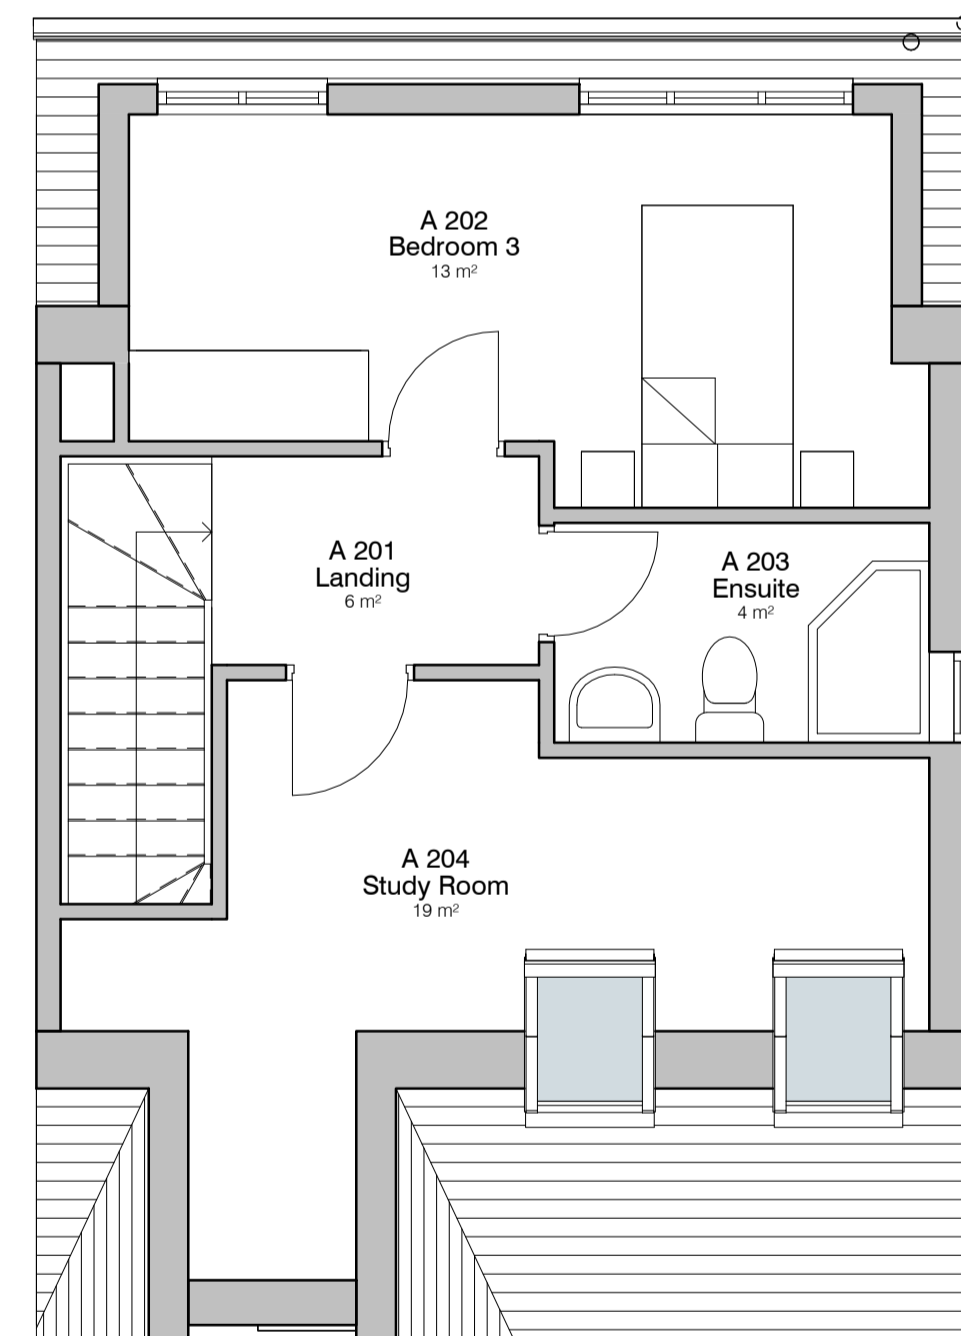 A 202
Bedroom 3
13 m²
A 201
Landing
6 m²
A 203
Ensuite
4 m²
A 204
Study Room
19 m²